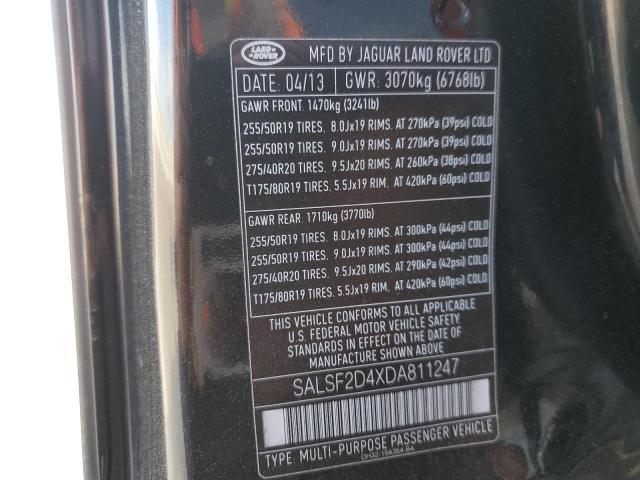 LAND ROVER
MFD BY JAGUAR LAND ROVER LTD
DATE: 04/13 GWR: 3070kg (6768lb)
GAWR FRONT: 1470kg (3241lb)
255/50R19 TIRES. 8.0Jx19 RIMS. AT 270kPa (39psi) COLD
255/50R19 TIRES. 9.0Jx19 RIMS. AT 270kPa (39psi) COLD
275/40R20 TIRES. 9.5Jx20 RIMS. AT 260kPa (38psi) COLD
T175/80R19 TIRES. 5.5Jx19 RIM. AT 420kPa (60psi) COLD
GAWR REAR: 1710kg (3770lb)
255/50R19 TIRES. 8.0Jx19 RIMS. AT 300kPa (44psi) COLD
255/50R19 TIRES. 9.0Jx19 RIMS. AT 300kPa (44psi) COLD
275/40R20 TIRES. 9.5Jx20 RIMS. AT 290kPa (42psi) COLD
T175/80R19 TIRES. 5.5Jx19 RIM. AT 420kPa (60psi) COLD
THIS VEHICLE CONFORMS TO ALL APPLICABLE
U.S. FEDERAL MOTOR VEHICLE SAFETY
STANDARDS IN EFFECT ON THE DATE OF
MANUFACTURE SHOWN ABOVE.
SALSF2D4XDA811247
TYPE: MULTI-PURPOSE PASSENGER VEHICLE
DH32-19A364-BA